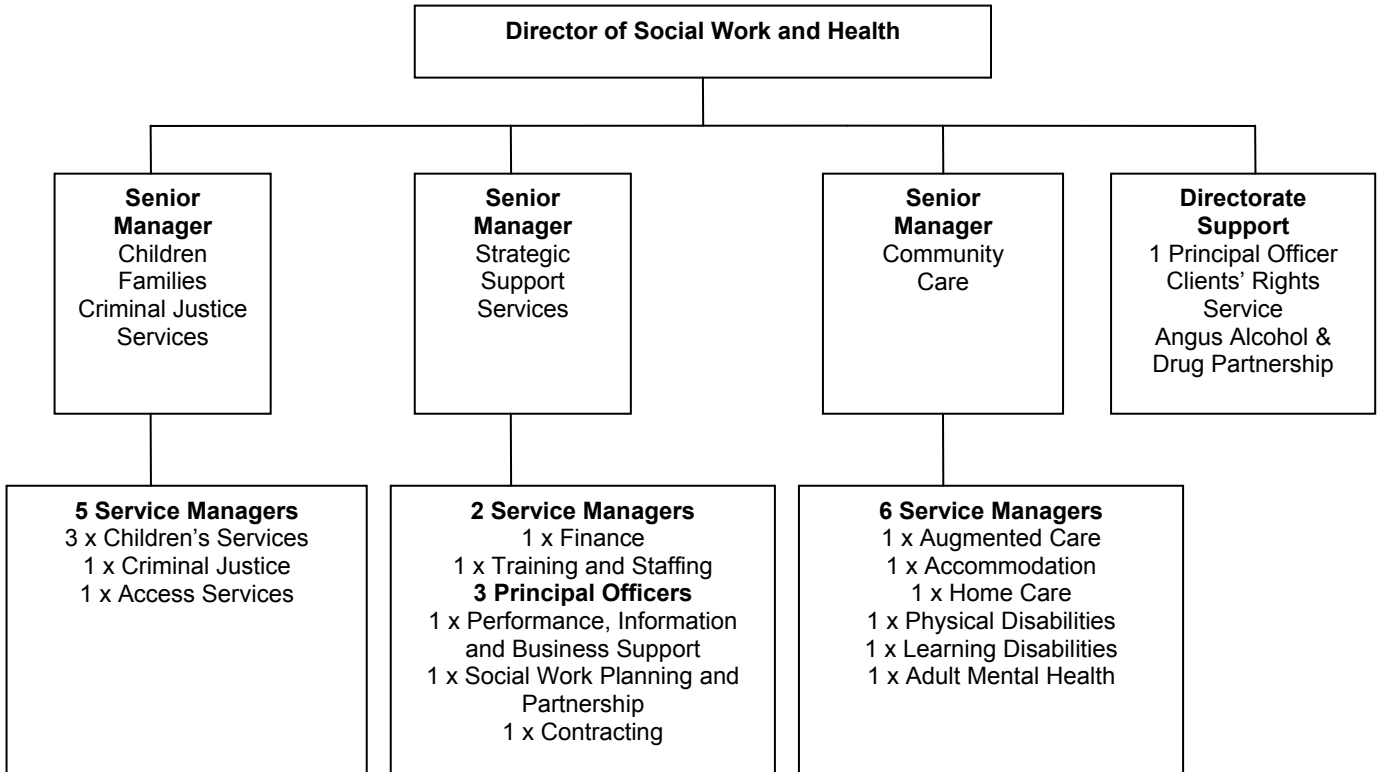 Director of Social Work and Health
Senior
Manager
Children
Families
Criminal Justice
Services
Senior
Manager
Strategic
Support
Services
Senior
Manager
Community
Care
Directorate
Support
1 Principal Officer
Clients’ Rights
Service
Angus Alcohol &
Drug Partnership
5 Service Managers
3 x Children’s Services
1 x Criminal Justice
1 x Access Services
2 Service Managers
1 x Finance
1 x Training and Staffing
3 Principal Officers
1 x Performance, Information
and Business Support
1 x Social Work Planning and
Partnership
1 x Contracting
6 Service Managers
1 x Augmented Care
1 x Accommodation
1 x Home Care
1 x Physical Disabilities
1 x Learning Disabilities
1 x Adult Mental Health